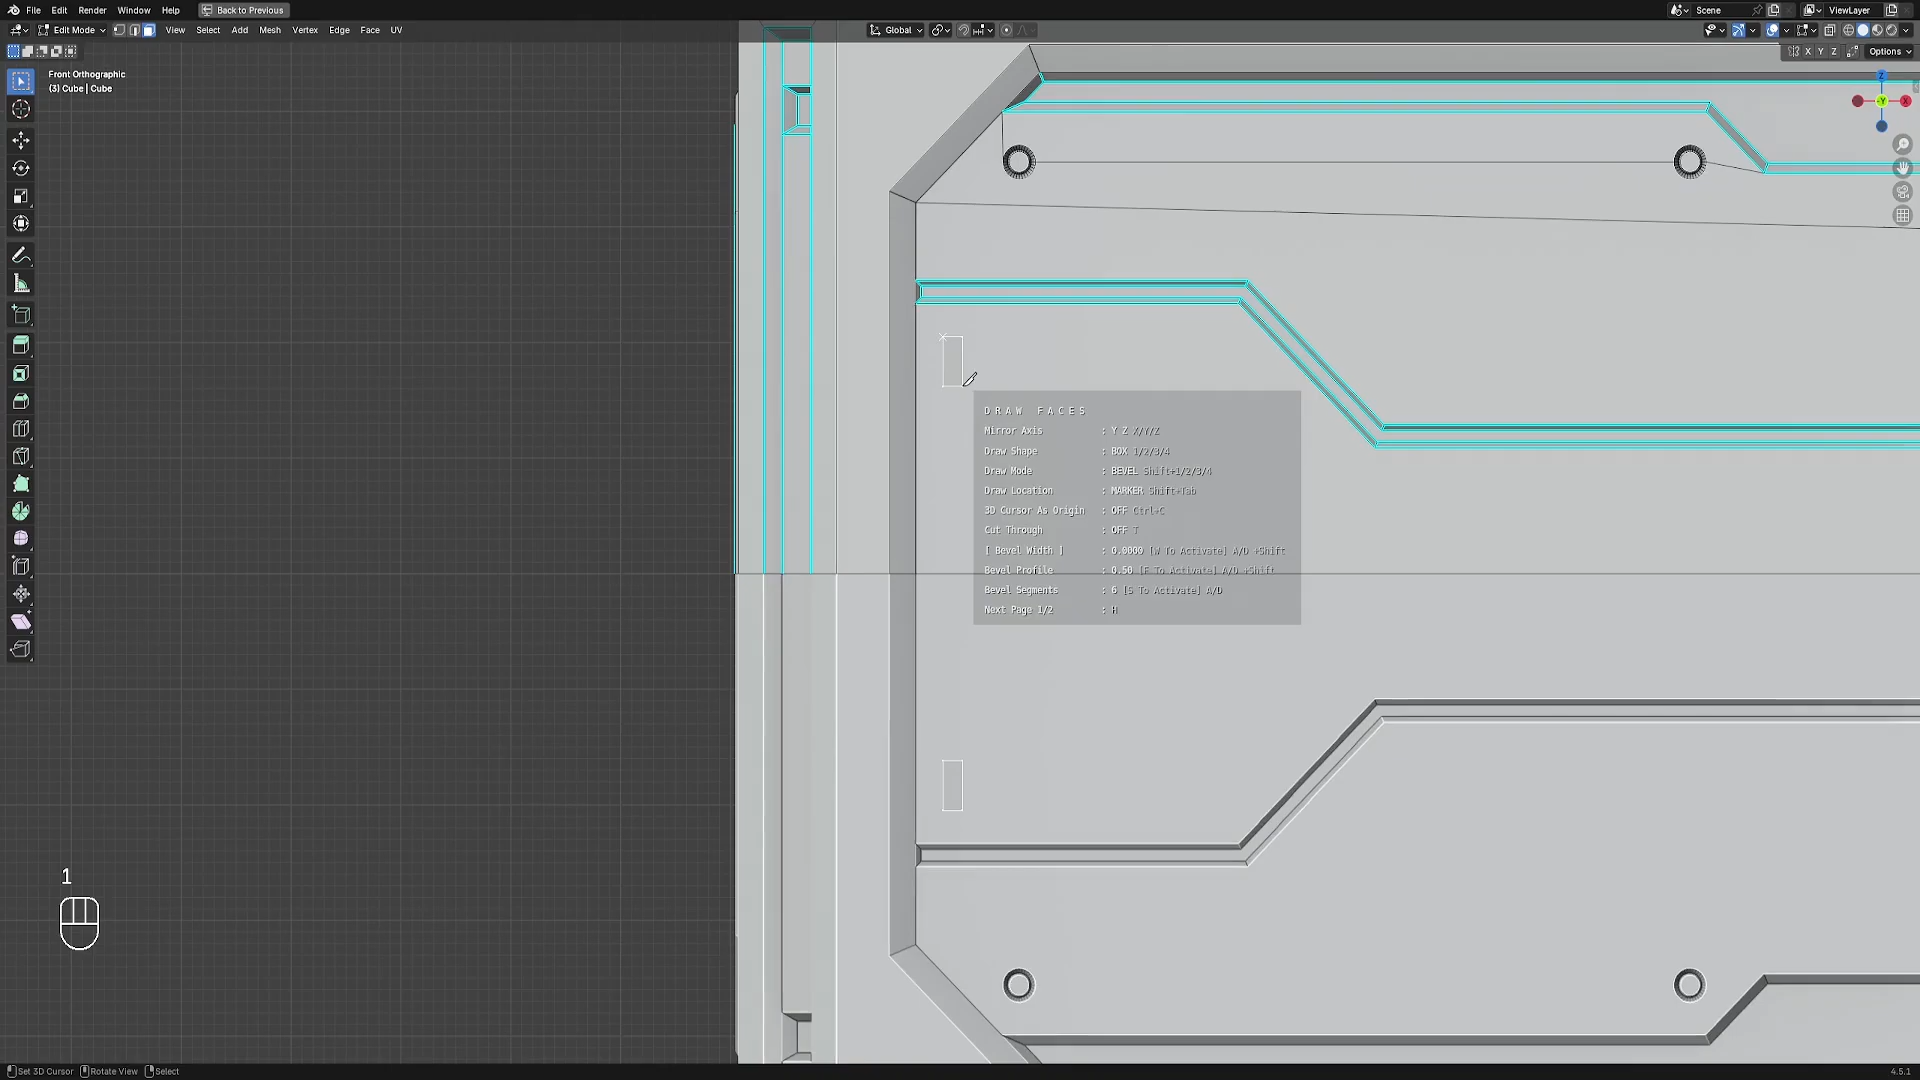 File Edit Render Window Help Back to Previous Scene ViewLayer
Edit Mode View Select Add Mesh Vertex Edge Face UV Global
X Y Z Options
Front Orthographic
(3) Cube | Cube
Z
Y
X
DRAW FACES
Mirror Axis : Y Z X/Y/Z
Draw Shape : BOX 1/2/3/4
Draw Mode : BEVEL Shift+1/2/3/4
Draw Location : MARKER Shift+Tab
3D Cursor As Origin : OFF Ctrl+C
Cut Through : OFF T
[ Bevel Width ] : 0.0000 [W To Activate] A/D +Shift
Bevel Profile : 0.50 [F To Activate] A/D +Shift
Bevel Segments : 6 [S To Activate] A/D
Next Page 1/2 : H
1
Set 3D Cursor Rotate View Select 4.5.1